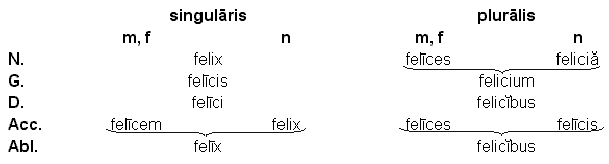 singulāris plurālis
m, f n m, f n
N. felix felīces feliciă
G. felīcis felicium
D. felīci felicĭbus
Acc. felīcem felix felīces felīcis
Abl. felīx felicĭbus